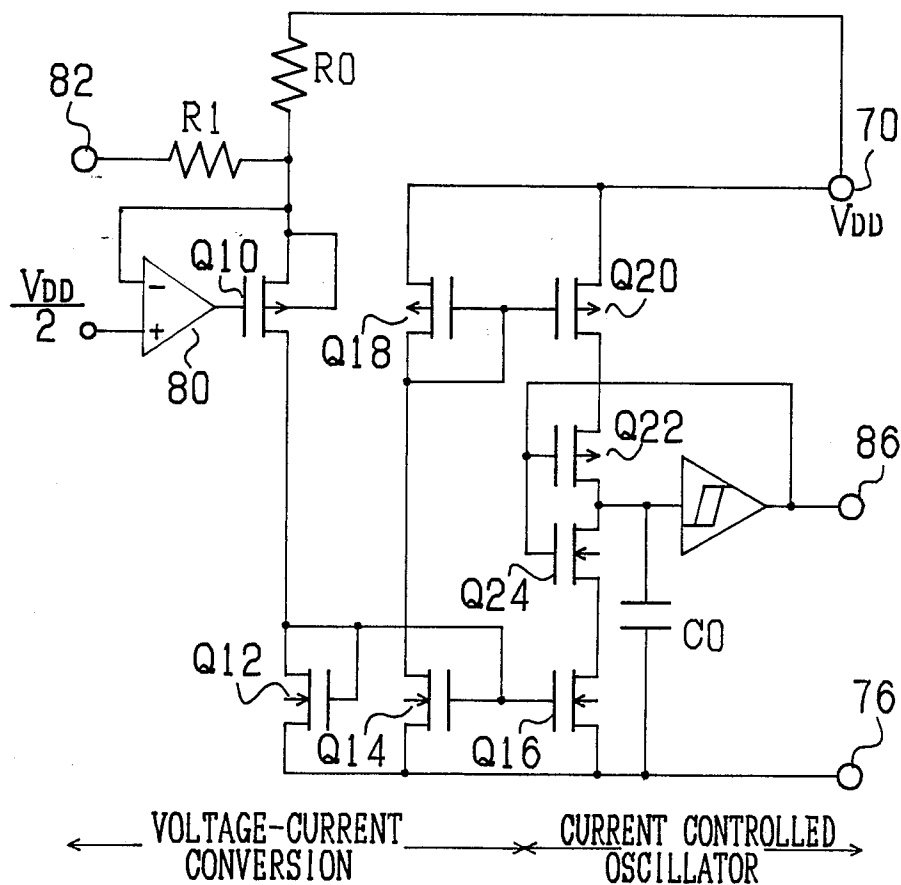 R0
82
R1
70
VDD
Q10
Q20
VDD
2
−
+
80
Q18
Q22
86
Q24
C0
Q12
Q14
Q16
76
VOLTAGE-CURRENT
CONVERSION
CURRENT CONTROLLED
OSCILLATOR